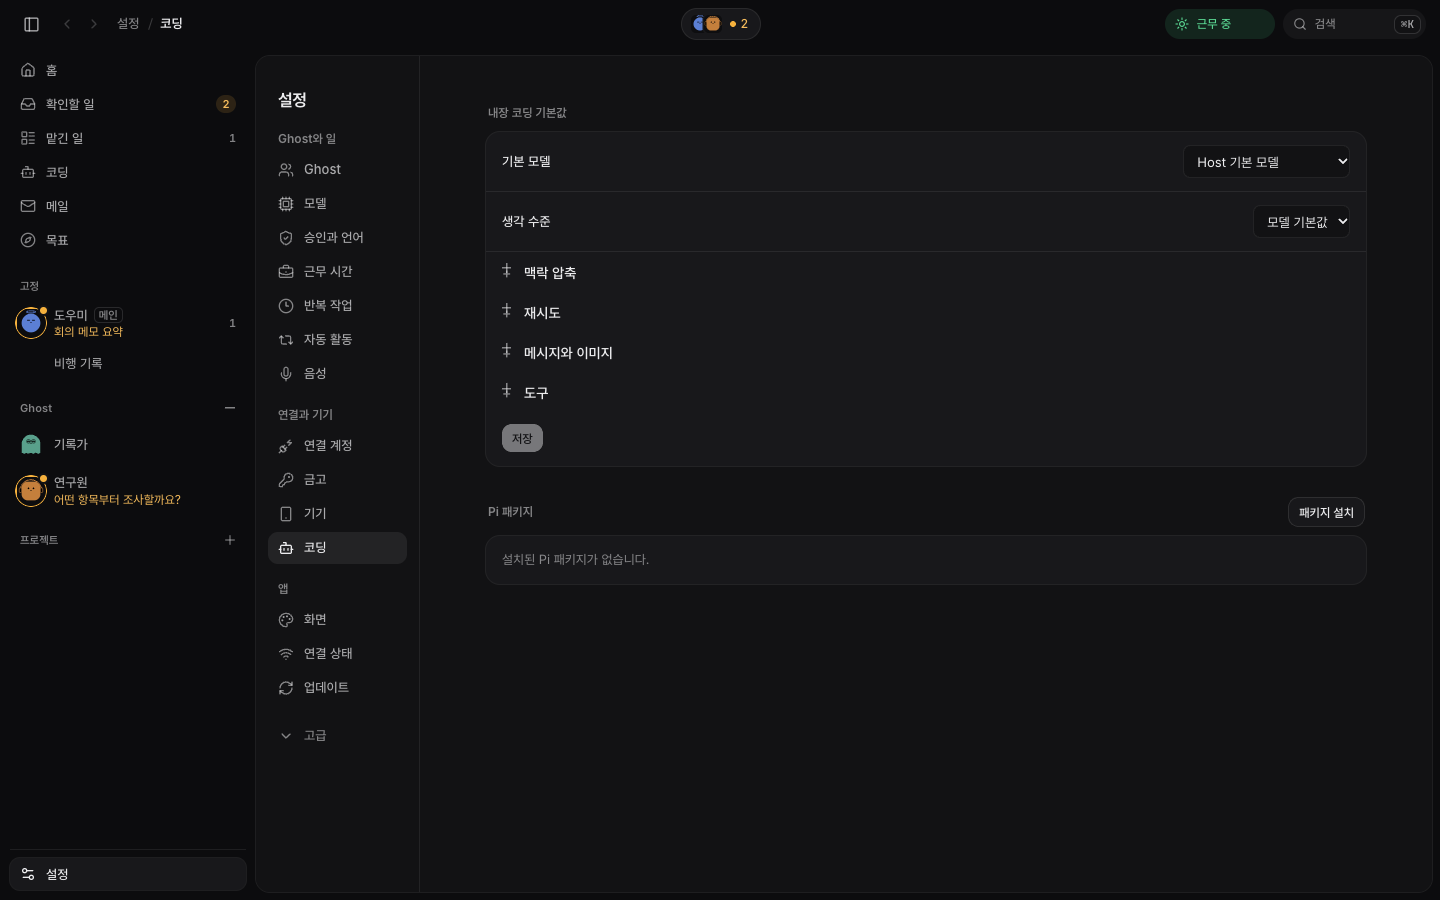 설정 / 코딩
2
근무 중
검색
⌘K
홈
확인할 일
2
맡긴 일
1
코딩
메일
목표
고정
도우미 메인
회의 메모 요약
1
비행 기록
Ghost
기록가
연구원
어떤 항목부터 조사할까요?
프로젝트
설정
설정
Ghost와 일
Ghost
모델
승인과 언어
근무 시간
반복 작업
자동 활동
음성
연결과 기기
연결 계정
금고
기기
코딩
앱
화면
연결 상태
업데이트
고급
내장 코딩 기본값
기본 모델
Host 기본 모델
생각 수준
모델 기본값
맥락 압축
재시도
메시지와 이미지
도구
저장
Pi 패키지
패키지 설치
설치된 Pi 패키지가 없습니다.